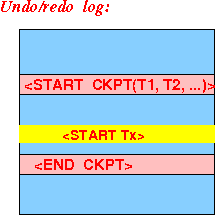 Undo/redo log:
<START CKPT(T1, T2, ...)>
<START Tx>
<END CKPT>